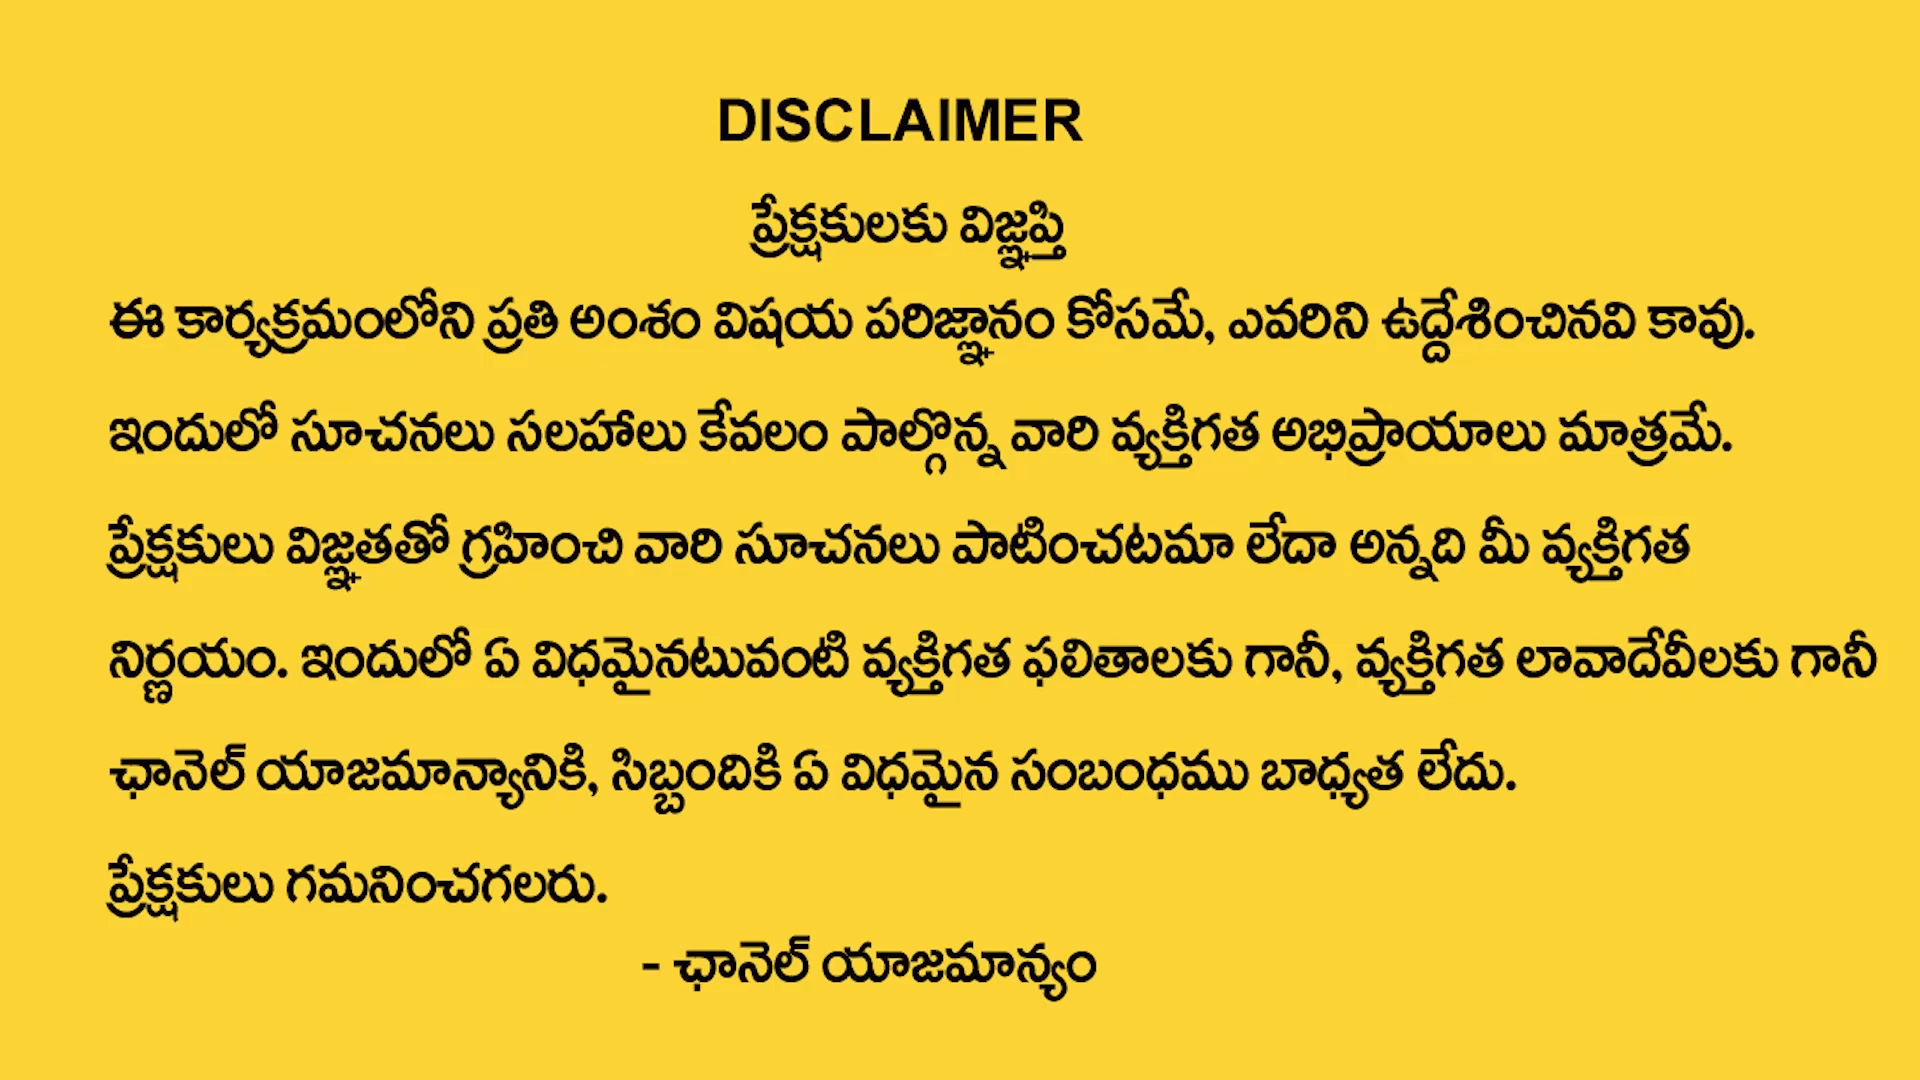 DISCLAIMER
ప్రేక్షకులకు విజ్ఞప్తి
ఈ కార్యక్రమంలోని ప్రతి అంశం విషయ పరిజ్ఞానం కోసమే, ఎవరిని ఉద్దేశించినవి కావు.
ఇందులో సూచనలు సలహాలు కేవలం పాల్గొన్న వారి వ్యక్తిగత అభిప్రాయాలు మాత్రమే.
ప్రేక్షకులు విజ్ఞతతో గ్రహించి వారి సూచనలు పాటించటమా లేదా అన్నది మీ వ్యక్తిగత
నిర్ణయం. ఇందులో ఏ విధమైనటువంటి వ్యక్తిగత ఫలితాలకు గానీ, వ్యక్తిగత లావాదేవీలకు గానీ
ఛానెల్ యాజమాన్యానికి, సిబ్బందికి ఏ విధమైన సంబంధము బాధ్యత లేదు.
ప్రేక్షకులు గమనించగలరు.
- ఛానెల్ యాజమాన్యం